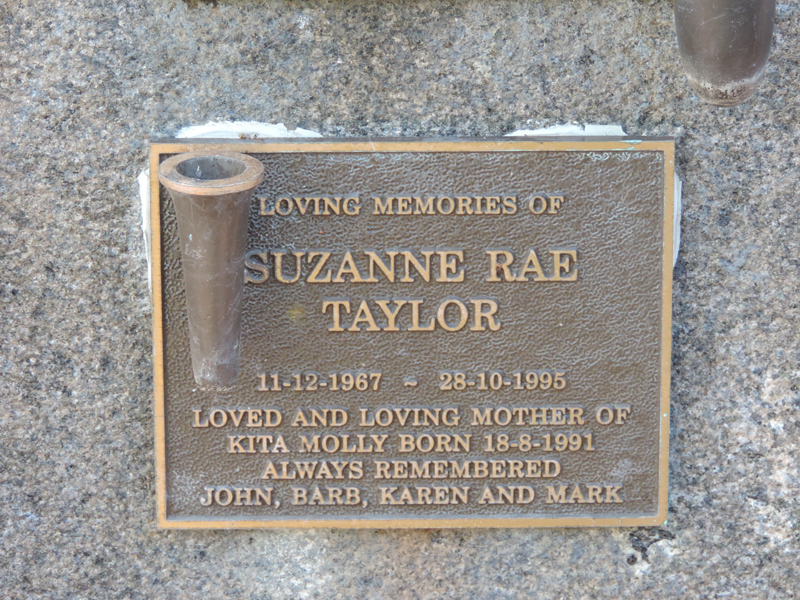 LOVING MEMORIES OF
SUZANNE RAE
TAYLOR
11-12-1967 ~ 28-10-1995
LOVED AND LOVING MOTHER OF
KITA MOLLY BORN 18-8-1991
ALWAYS REMEMBERED
JOHN, BARB, KAREN AND MARK